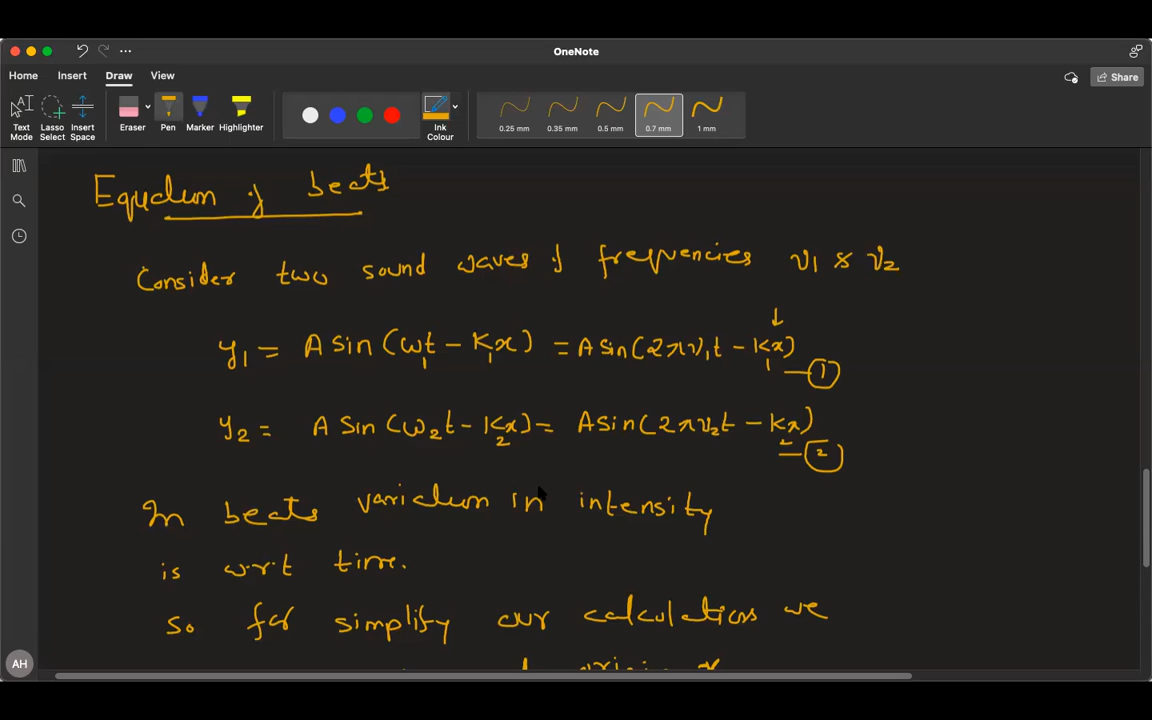 OneNote
Home Insert Draw View
Share
Text Mode
Lasso Select
Insert Space
Eraser
Pen
Marker
Highlighter
Ink Colour
0.25 mm
0.35 mm
0.5 mm
0.7 mm
1 mm
Equation of beats
Consider two sound waves of frequencies ν1 & ν2
y1 = A sin(ω1t - K1x) = A sin(2πν1t - K1x) — ①
y2 = A Sin(ω2t - K2x) = A Sin(2πν2t - K2x) — ②
In beats variation in intensity
is w.r.t time.
So for simplify our calculations we
AH